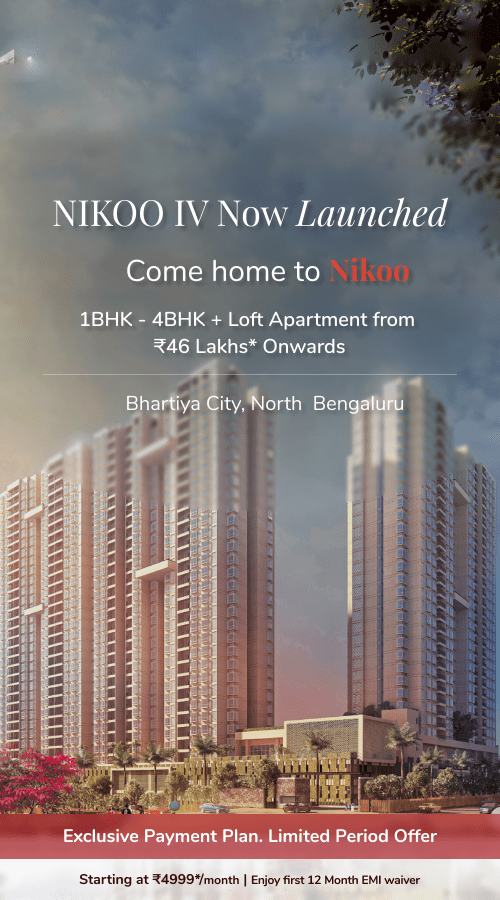 NIKOO IV Now Launched
Come home to Nikoo
1BHK - 4BHK + Loft Apartment from
₹46 Lakhs* Onwards
Bhartiya City, North Bengaluru
Exclusive Payment Plan. Limited Period Offer
Starting at ₹4999*/month | Enjoy first 12 Month EMI waiver